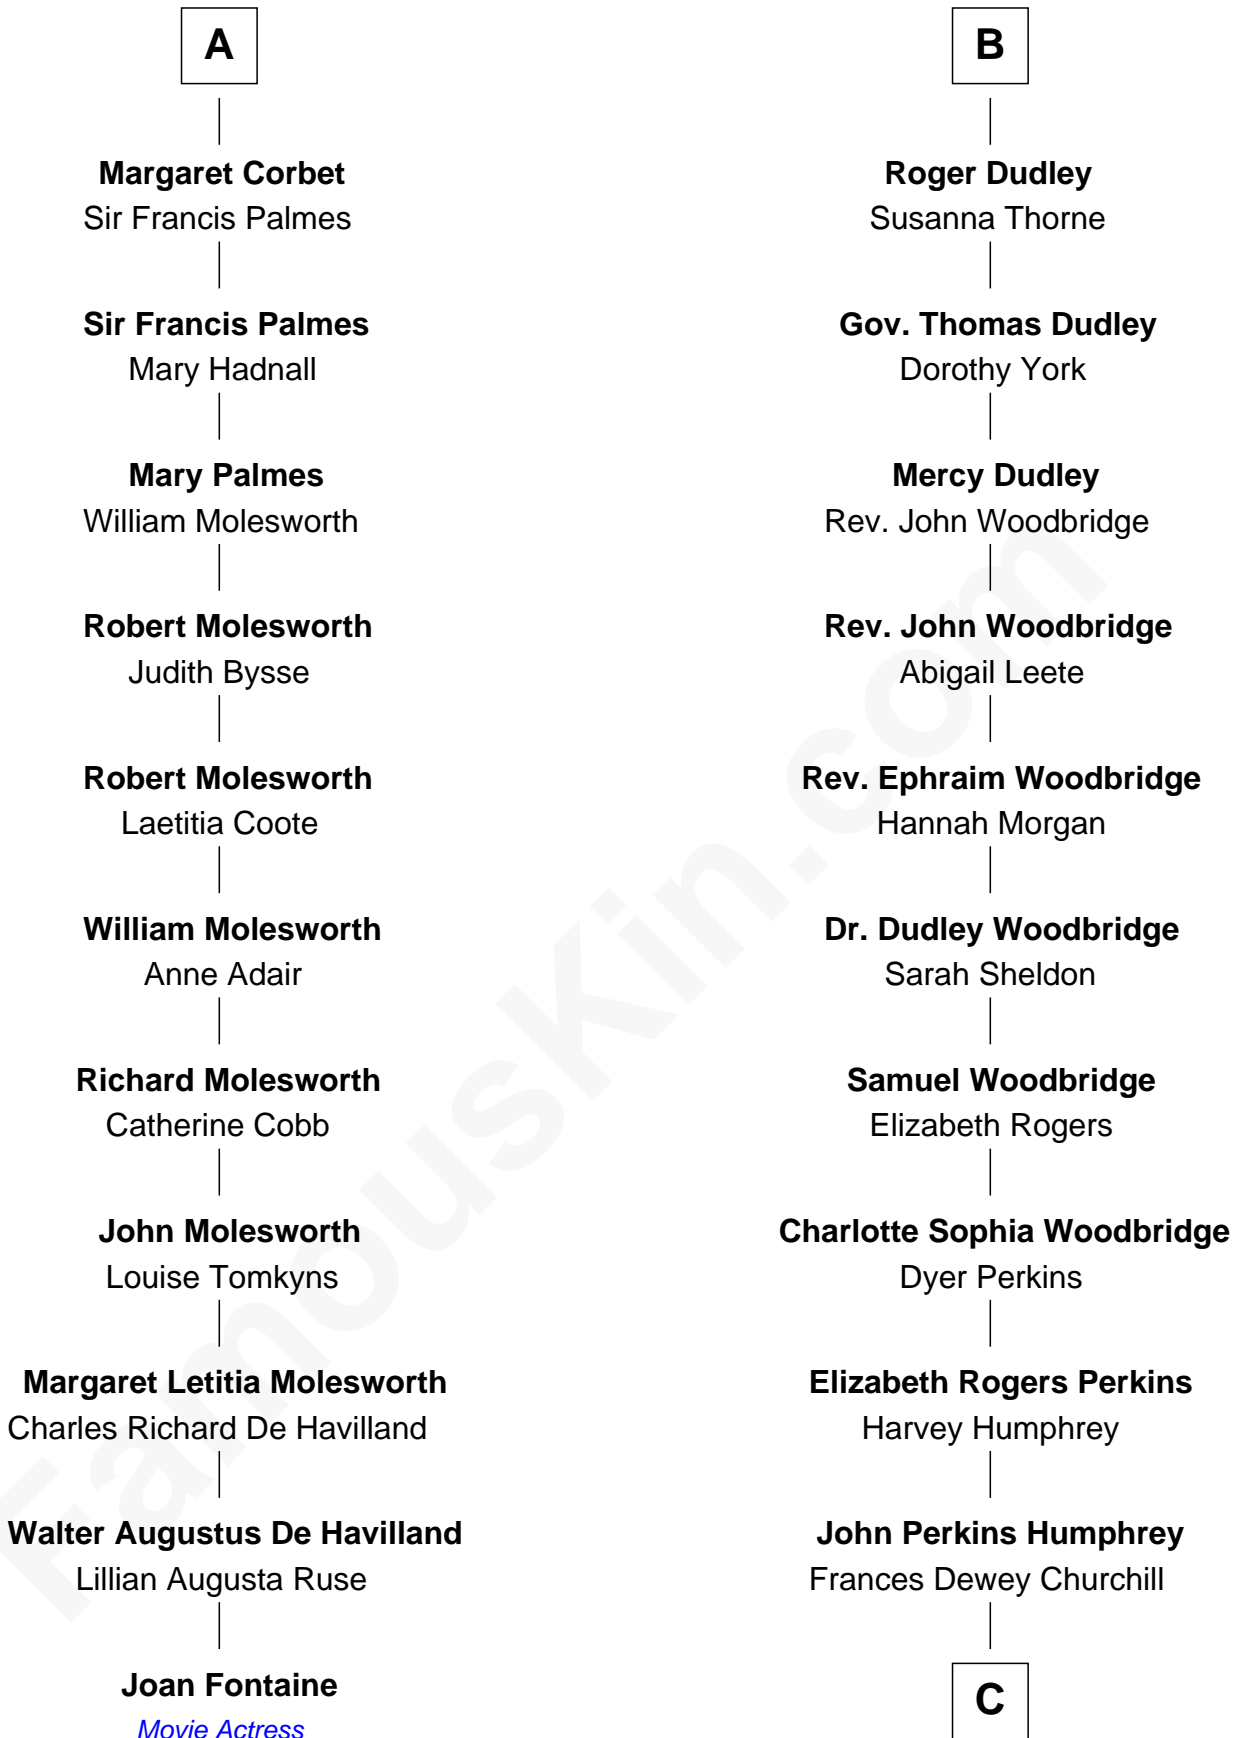 A
Margaret Corbet
Sir Francis Palmes
Sir Francis Palmes
Mary Hadnall
Mary Palmes
William Molesworth
Robert Molesworth
Judith Bysse
Robert Molesworth
Laetitia Coote
William Molesworth
Anne Adair
Richard Molesworth
Catherine Cobb
John Molesworth
Louise Tomkyns
Margaret Letitia Molesworth
Charles Richard De Havilland
Walter Augustus De Havilland
Lillian Augusta Ruse
Joan Fontaine
Movie Actress
B
Roger Dudley
Susanna Thorne
Gov. Thomas Dudley
Dorothy York
Mercy Dudley
Rev. John Woodbridge
Rev. John Woodbridge
Abigail Leete
Rev. Ephraim Woodbridge
Hannah Morgan
Dr. Dudley Woodbridge
Sarah Sheldon
Samuel Woodbridge
Elizabeth Rogers
Charlotte Sophia Woodbridge
Dyer Perkins
Elizabeth Rogers Perkins
Harvey Humphrey
John Perkins Humphrey
Frances Dewey Churchill
C
FamousKin.com